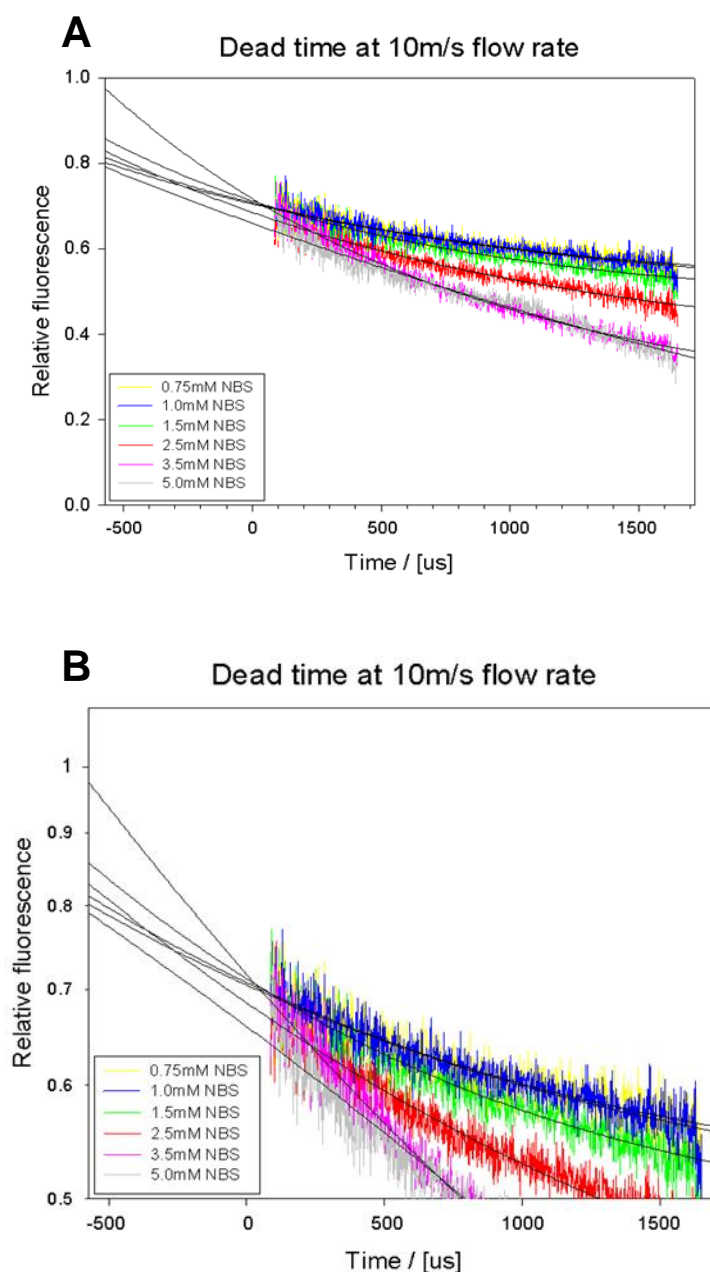 A
Dead time at 10m/s flow rate
1.0
0.8
0.6
0.4
0.2
0.0
Relative fluorescence
0.75mM NBS
1.0mM NBS
1.5mM NBS
2.5mM NBS
3.5mM NBS
5.0mM NBS
-500 0 500 1000 1500
Time / [us]
B
Dead time at 10m/s flow rate
1
0.9
0.8
0.7
0.6
0.5
Relative fluorescence
0.75mM NBS
1.0mM NBS
1.5mM NBS
2.5mM NBS
3.5mM NBS
5.0mM NBS
-500 0 500 1000 1500
Time / [us]